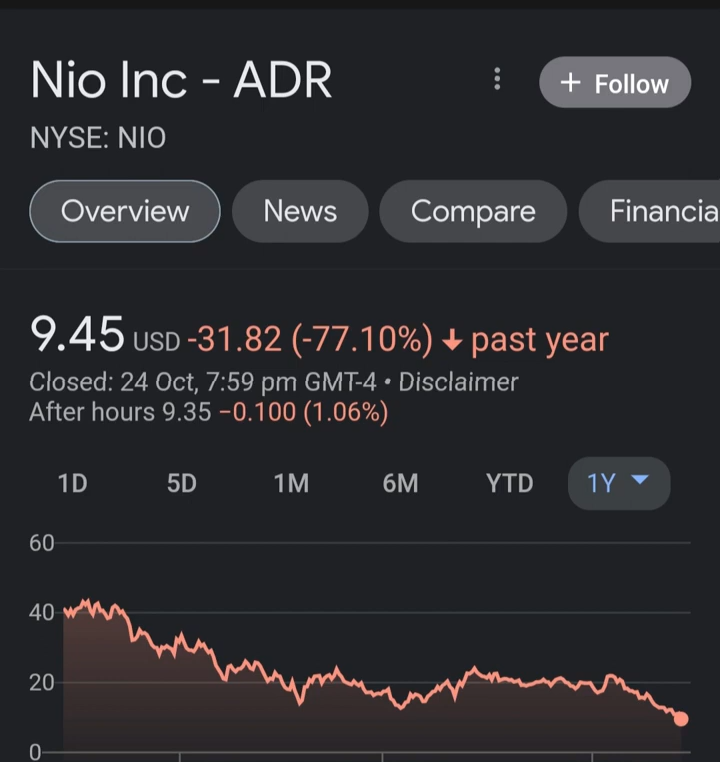 Nio Inc - ADR
+ Follow
NYSE: NIO
Overview News Compare Financia
9.45 USD -31.82 (-77.10%) ↓ past year
Closed: 24 Oct, 7:59 pm GMT-4 • Disclaimer
After hours 9.35 −0.100 (1.06%)
1D 5D 1M 6M YTD 1Y
60
40
20
0